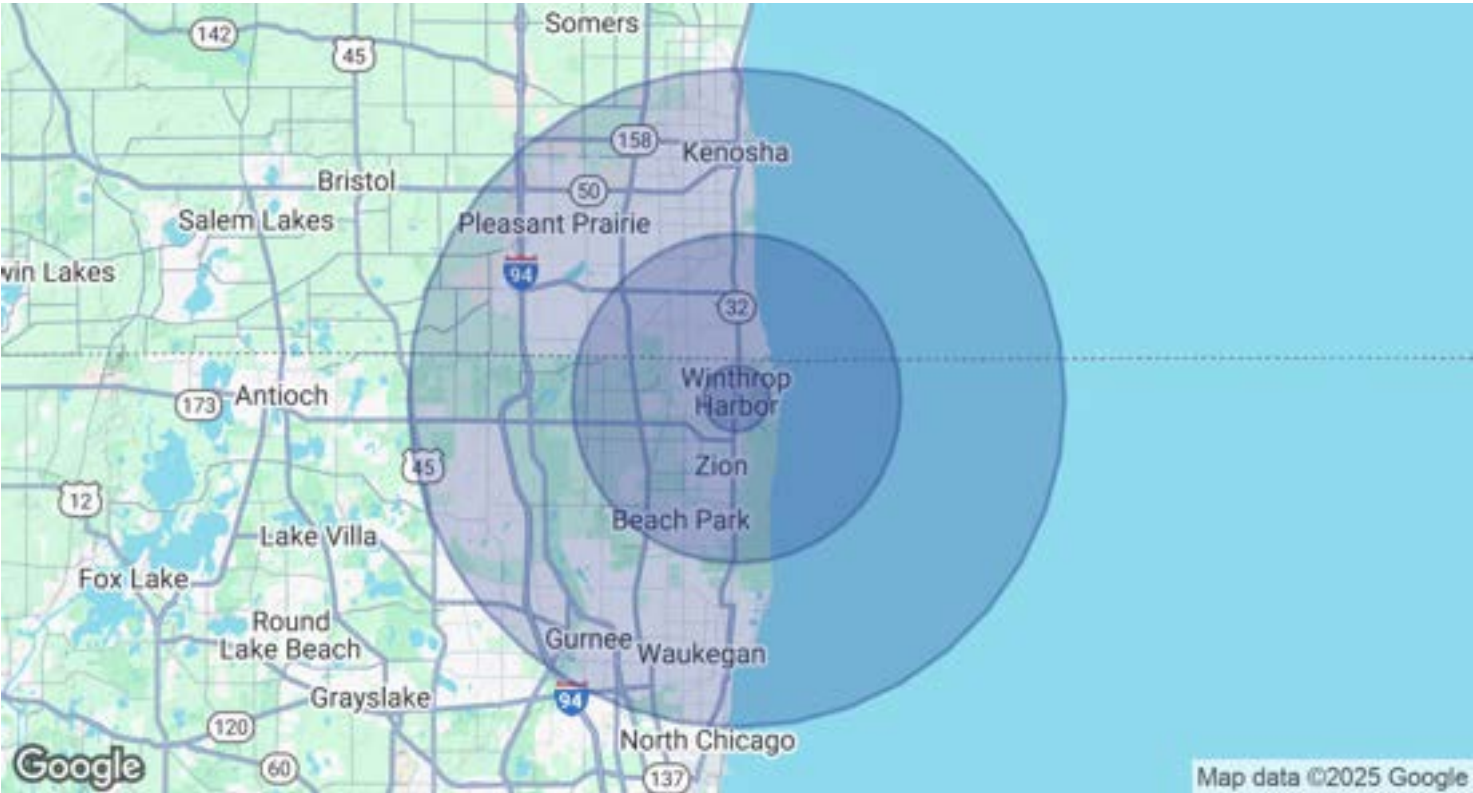 Somers
142
45
158
Kenosha
Bristol
50
Salem Lakes
Pleasant Prairie
vin Lakes
94
32
Winthrop
Harbor
Antioch
173
45
Zion
12
Beach Park
Lake Villa
Fox Lake
Round
Lake Beach
Gurnee
Waukegan
Grayslake
94
120
North Chicago
Google
60
137
Map data ©2025 Google